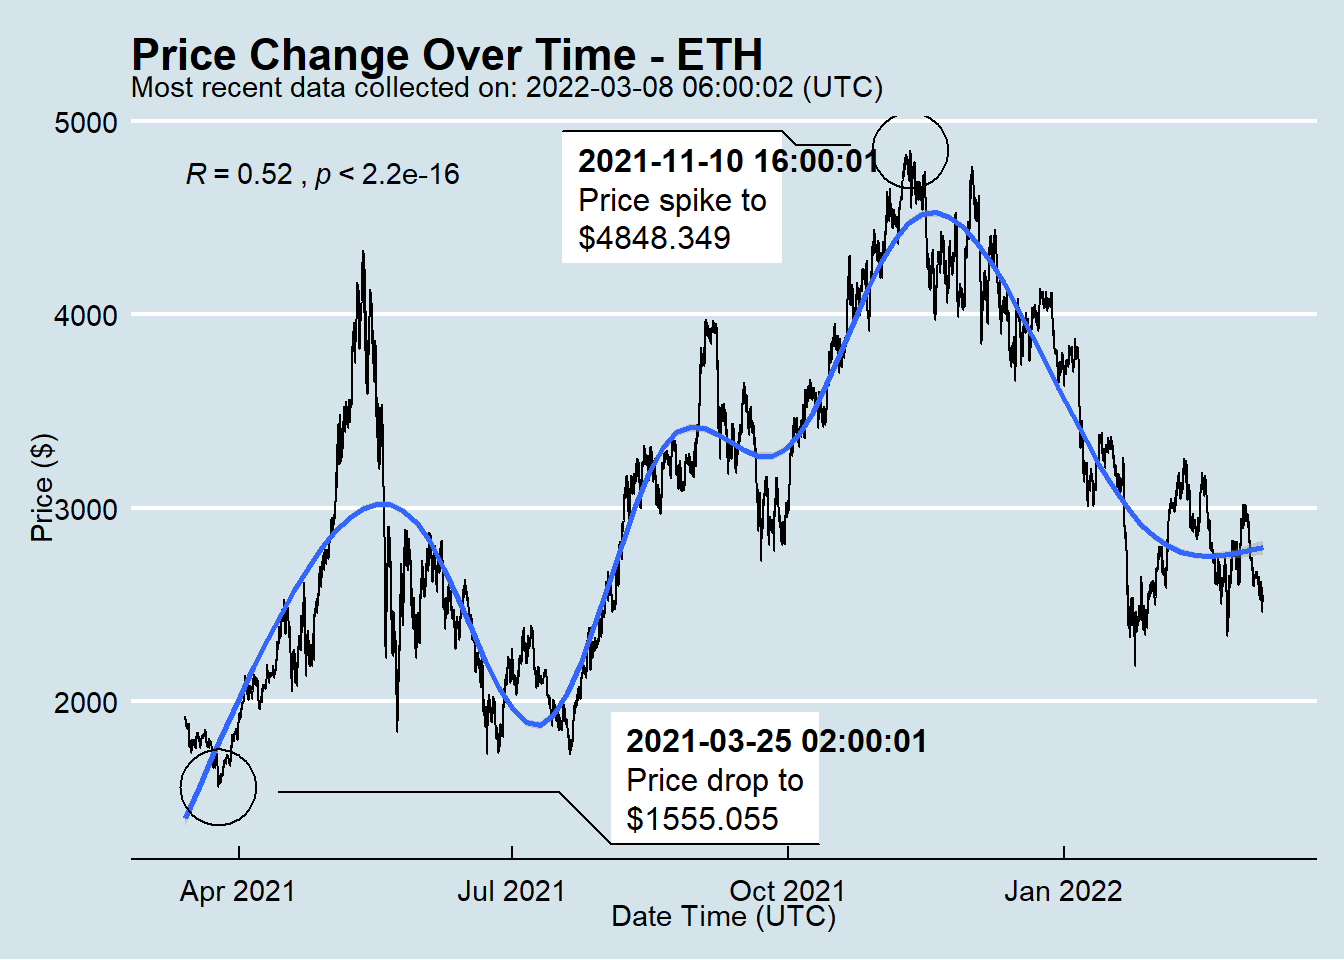 Price Change Over Time - ETH
Most recent data collected on: 2022-03-08 06:00:02 (UTC)
5000
R = 0.52 , p < 2.2e-16
2021-11-10 16:00:01
Price spike to
$4848.349
4000
Price ($)
3000
2000
2021-03-25 02:00:01
Price drop to
$1555.055
Apr 2021
Jul 2021
Oct 2021
Jan 2022
Date Time (UTC)